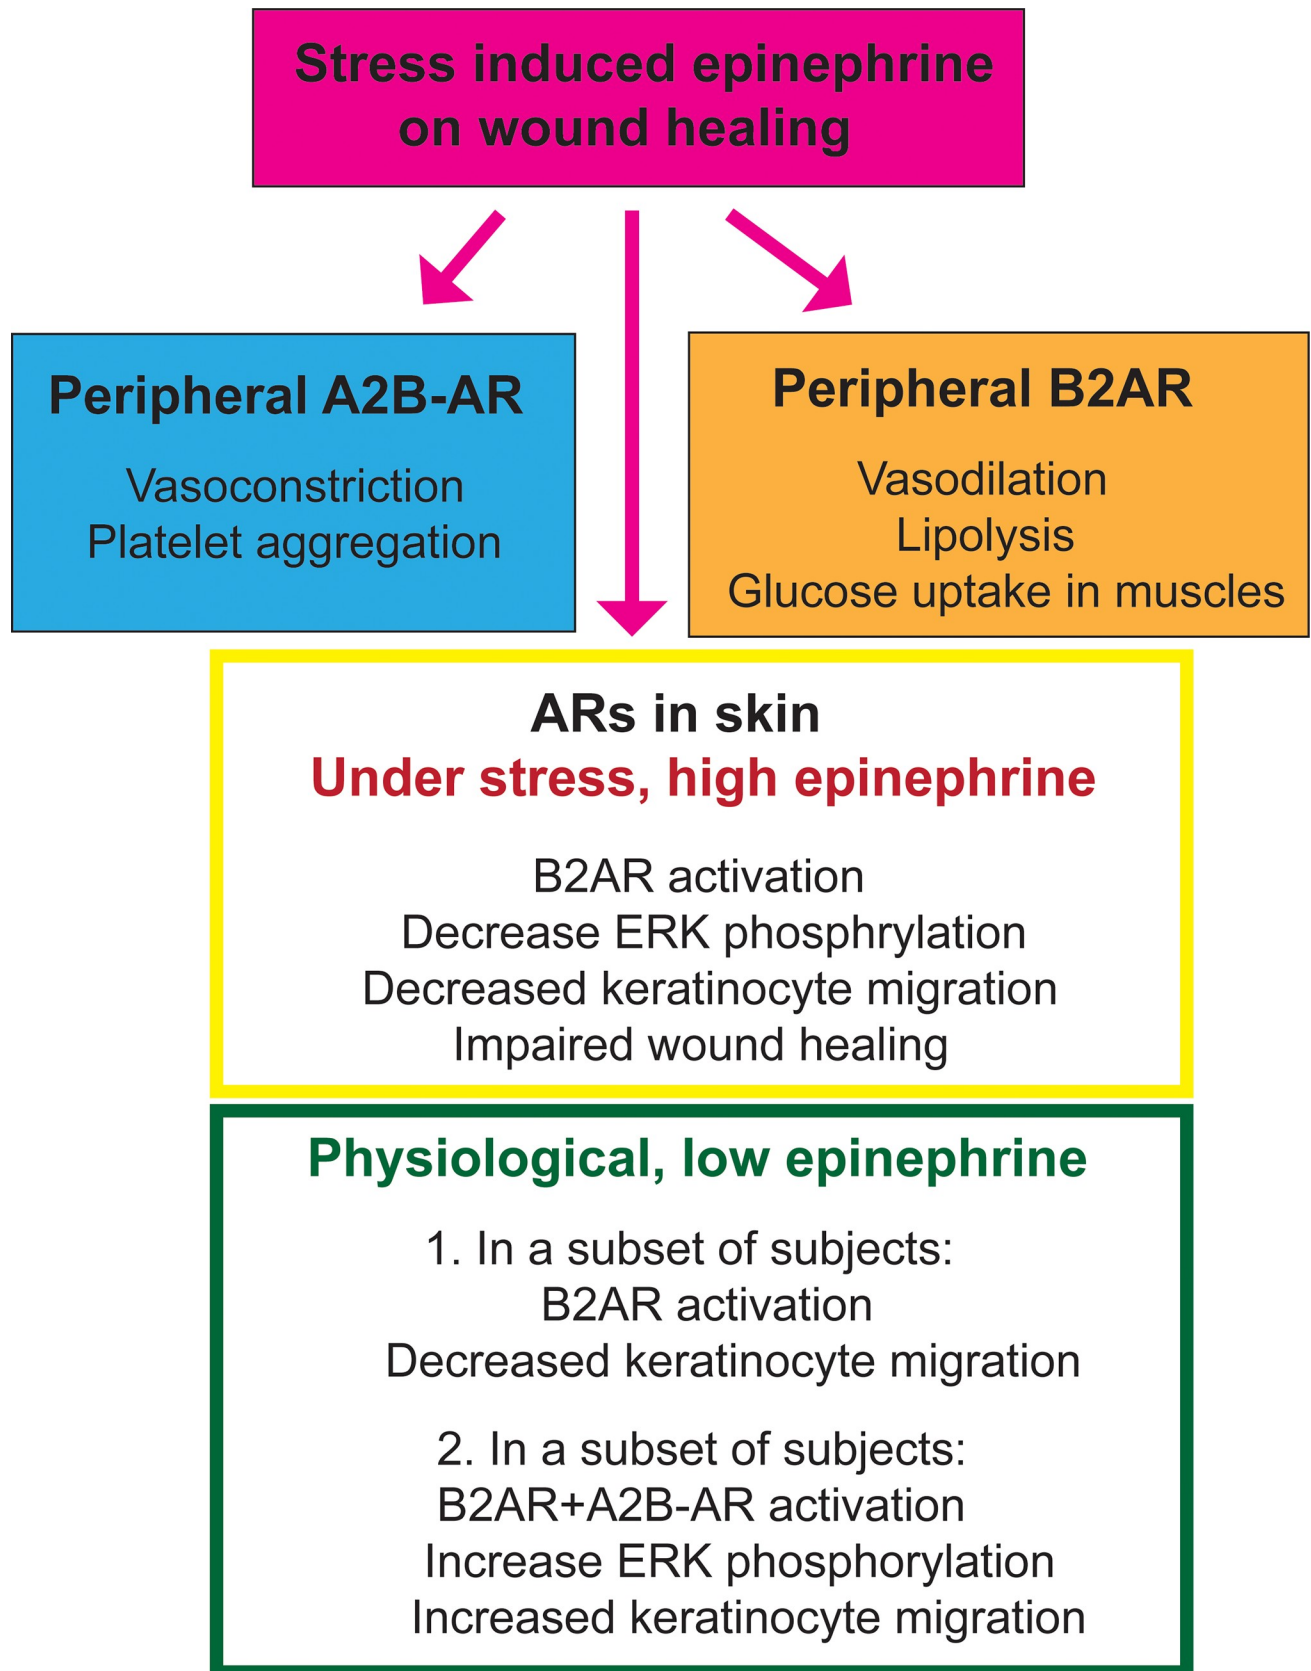 Stress induced epinephrine
on wound healing
Peripheral A2B-AR
Vasoconstriction
Platelet aggregation
Peripheral B2AR
Vasodilation
Lipolysis
Glucose uptake in muscles
ARs in skin
Under stress, high epinephrine
B2AR activation
Decrease ERK phosphrylation
Decreased keratinocyte migration
Impaired wound healing
Physiological, low epinephrine
1. In a subset of subjects:
B2AR activation
Decreased keratinocyte migration
2. In a subset of subjects:
B2AR+A2B-AR activation
Increase ERK phosphorylation
Increased keratinocyte migration